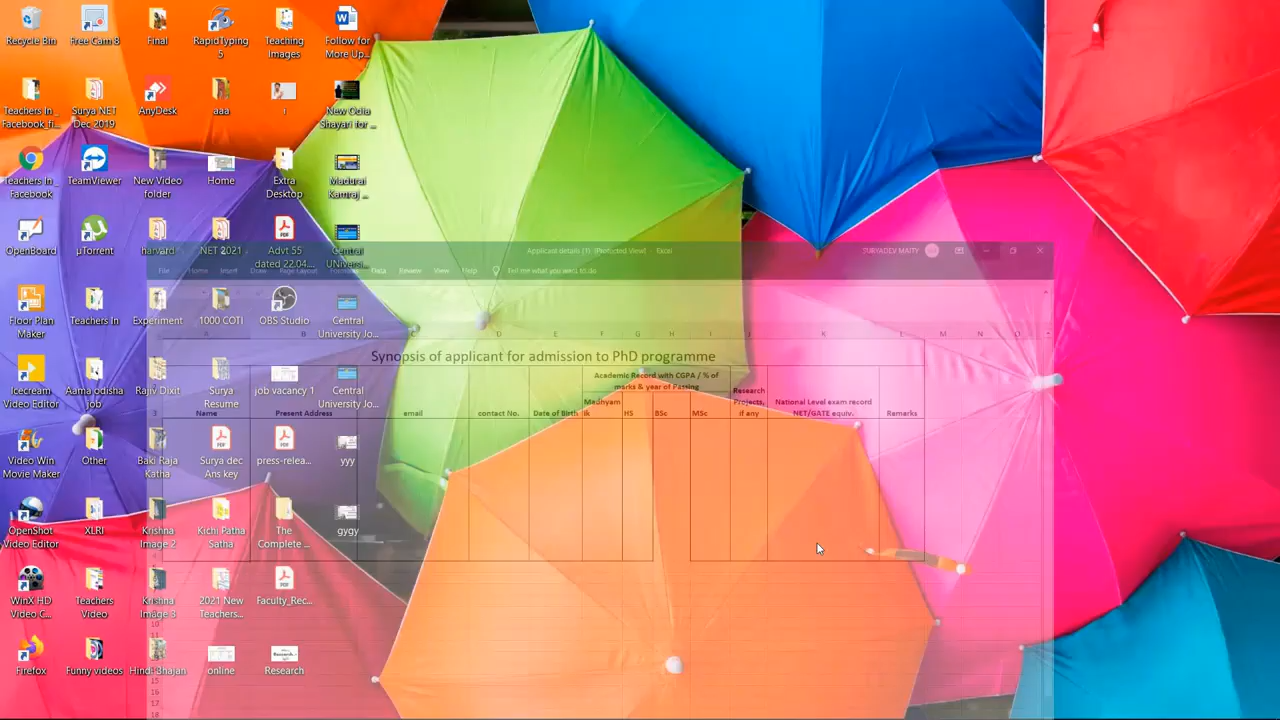 Recycle Bin
Free Cam 8
Final
RapidTyping
5
Teaching
Images
Follow for
More Up...
Teachers In_
Facebook_fi...
Surya NET
Dec 2019
AnyDesk
aaa
New Odia
Shayari for ...
Teachers In_
Facebook
TeamViewer
New Video
folder
Home
Extra
Desktop
Madurai
Kamraj ...
OpenBoard
µTorrent
harvard
NET 2021
Advt 55
dated 22.04...
Central
UNiversi...
Applicant details (1) [Protected View] - Excel
SURYADEV MAITY
File
Home
Insert
Draw
Page Layout
Formulas
Data
Review
View
Help
Tell me what you want to do
Floor Plan
Maker
Teachers In
Experiment
1000 COTI
OBS Studio
Central
University Jo...
Synopsis of applicant for admission to PhD programme
Academic Record with CGPA / % of
marks & year of Passing
Name
Present Address
email
contact No.
Date of Birth
Madhyam
ik
HS
BSc
MSc
Research
Projects,
if any
National Level exam record
NET/GATE equiv.
Remarks
Icecream
Video Editor
Aama odisha
job
Rajiv Dixit
Surya
Resume
job vacancy 1
Central
University Jo...
Video Win
Movie Maker
Other
Baki Raja
Katha
Surya dec
Ans key
press-relea...
yyy
OpenShot
Video Editor
XLRI
Krishna
Image 2
Kichi Patna
Satha
The
Complete ...
gygy
WinX HD
Video C...
Teachers
Video
Krishna
Image 3
2021 New
Teachers...
Faculty_Rec...
Firefox
Funny videos
Hindi Bhajan
online
Research